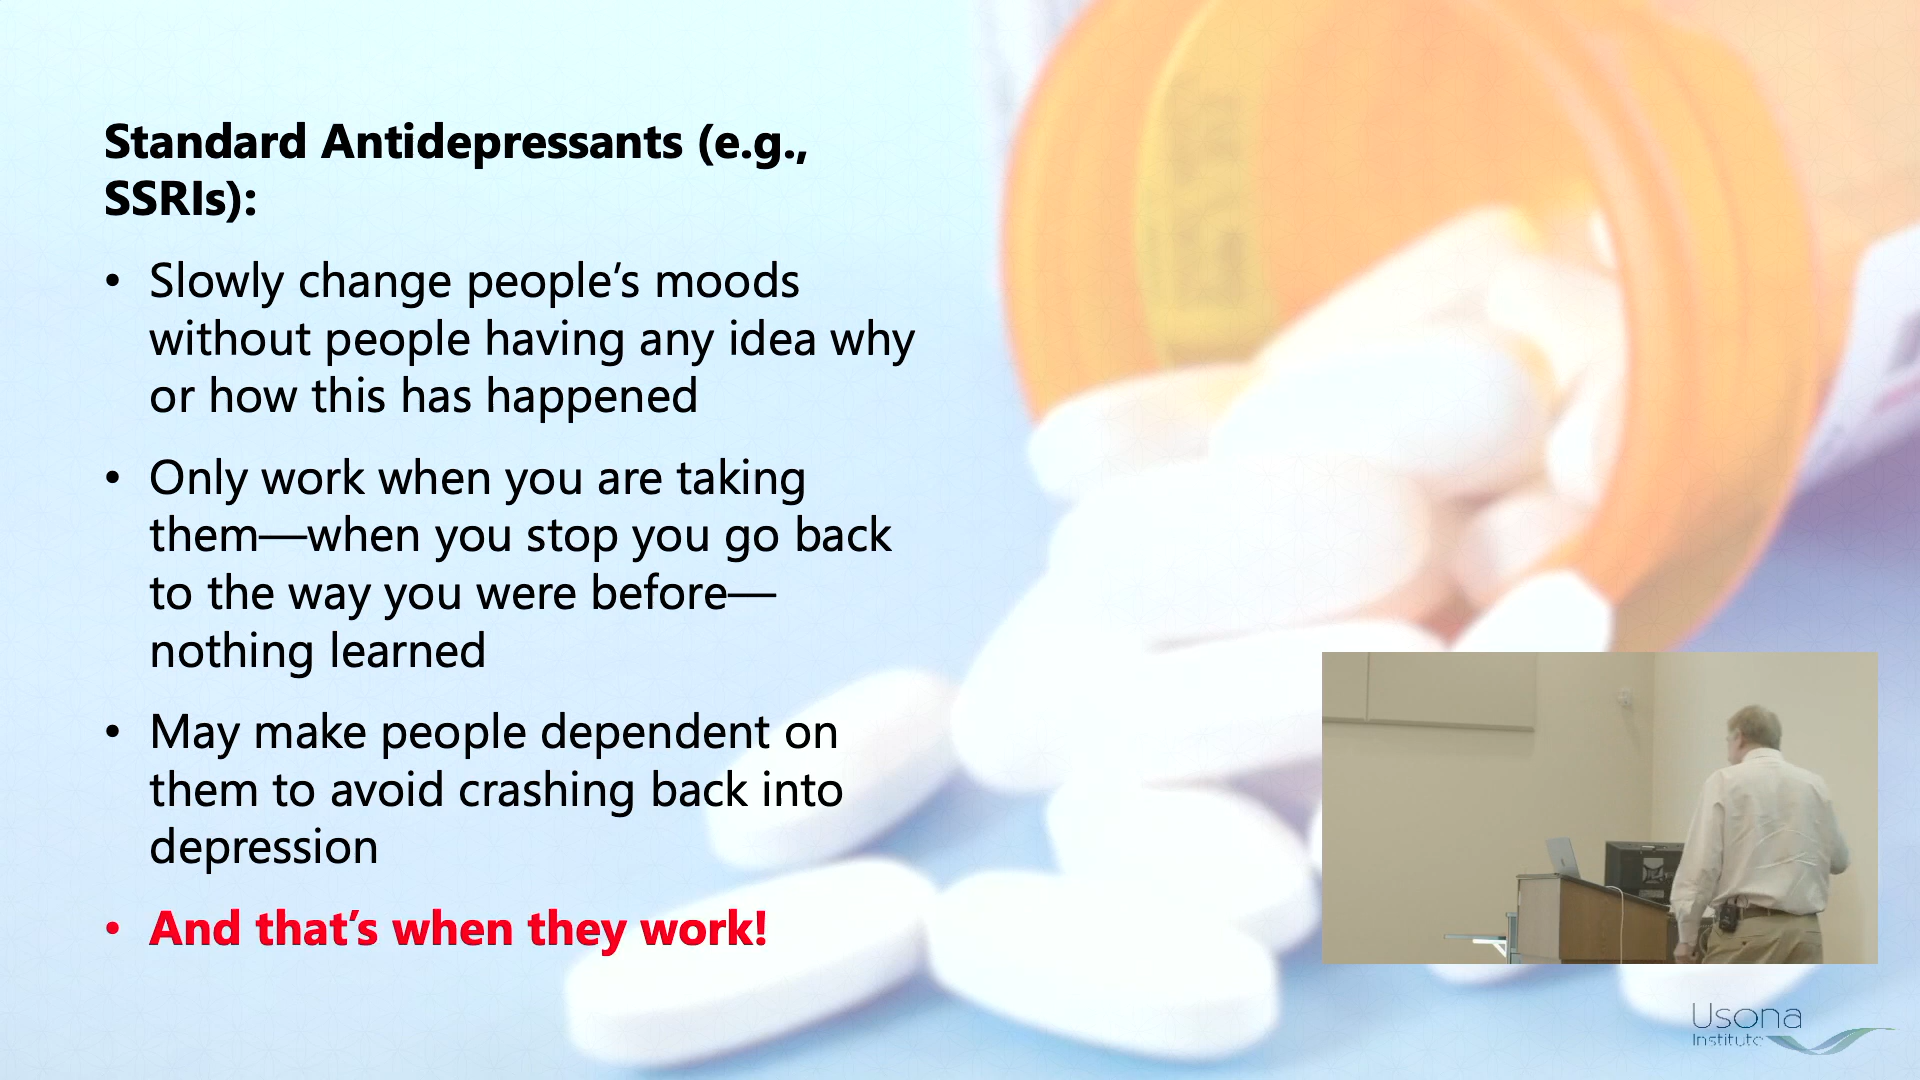 Standard Antidepressants (e.g.,
SSRIs):
• Slowly change people’s moods
without people having any idea why
or how this has happened
• Only work when you are taking
them—when you stop you go back
to the way you were before—
nothing learned
• May make people dependent on
them to avoid crashing back into
depression
• And that’s when they work!
Usona
Institute